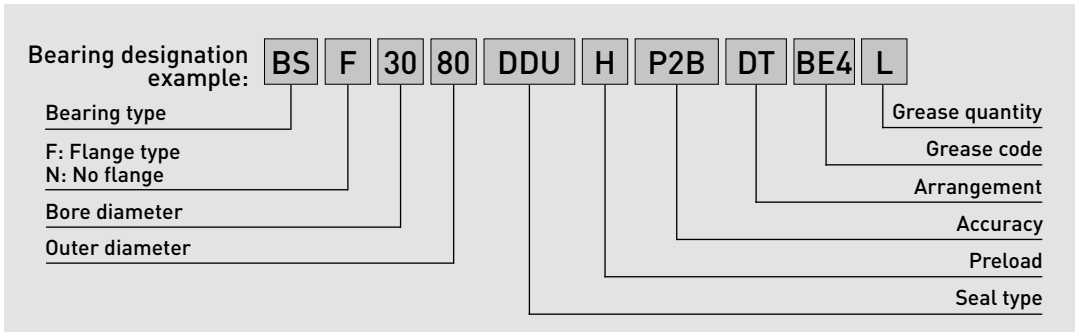 Bearing designation
example:
BS F 30 80 DDU H P2B DT BE4 L
Bearing type
F: Flange type
N: No flange
Bore diameter
Outer diameter
Grease quantity
Grease code
Arrangement
Accuracy
Preload
Seal type